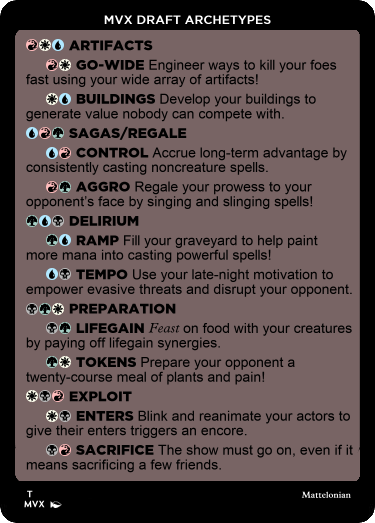 MVX DRAFT ARCHETYPES
ARTIFACTS
GO-WIDE Engineer ways to kill your foes
fast using your wide array of artifacts!
BUILDINGS Develop your buildings to
generate value nobody can compete with.
SAGAS/REGALE
CONTROL Accrue long-term advantage by
consistently casting noncreature spells.
AGGRO Regale your prowess to your
opponent's face by singing and slinging spells!
DELIRIUM
RAMP Fill your graveyard to help paint
more mana into casting powerful spells!
TEMPO Use your late-night motivation to
empower evasive threats and disrupt your opponent.
PREPARATION
LIFEGAIN Feast on food with your creatures
by paying off lifegain synergies.
TOKENS Prepare your opponent a
twenty-course meal of plants and pain!
EXPLOIT
ENTERS Blink and reanimate your actors to
give their enters triggers an encore.
SACRIFICE The show must go on, even if it
means sacrificing a few friends.
T
MVX
Mattelonian